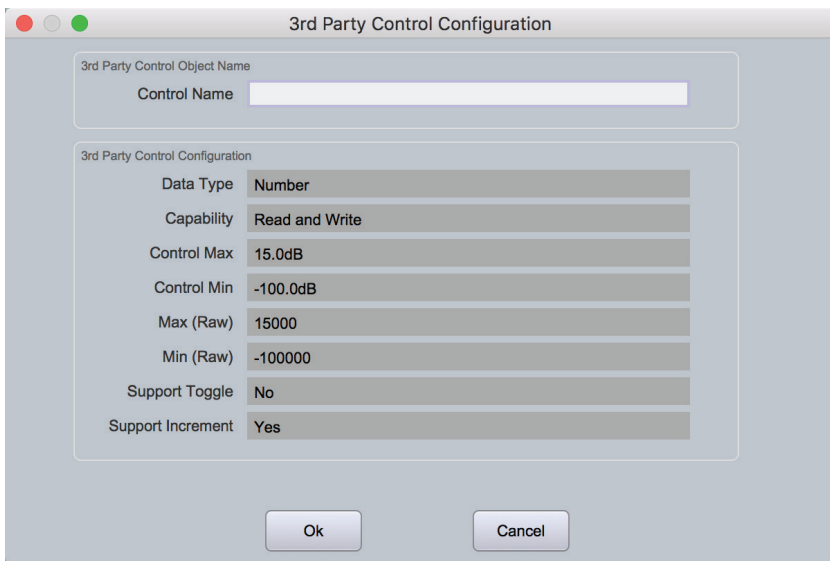 3rd Party Control Configuration
3rd Party Control Object Name
Control Name
3rd Party Control Configuration
Data Type Number
Capability Read and Write
Control Max 15.0dB
Control Min -100.0dB
Max (Raw) 15000
Min (Raw) -100000
Support Toggle No
Support Increment Yes
Ok Cancel